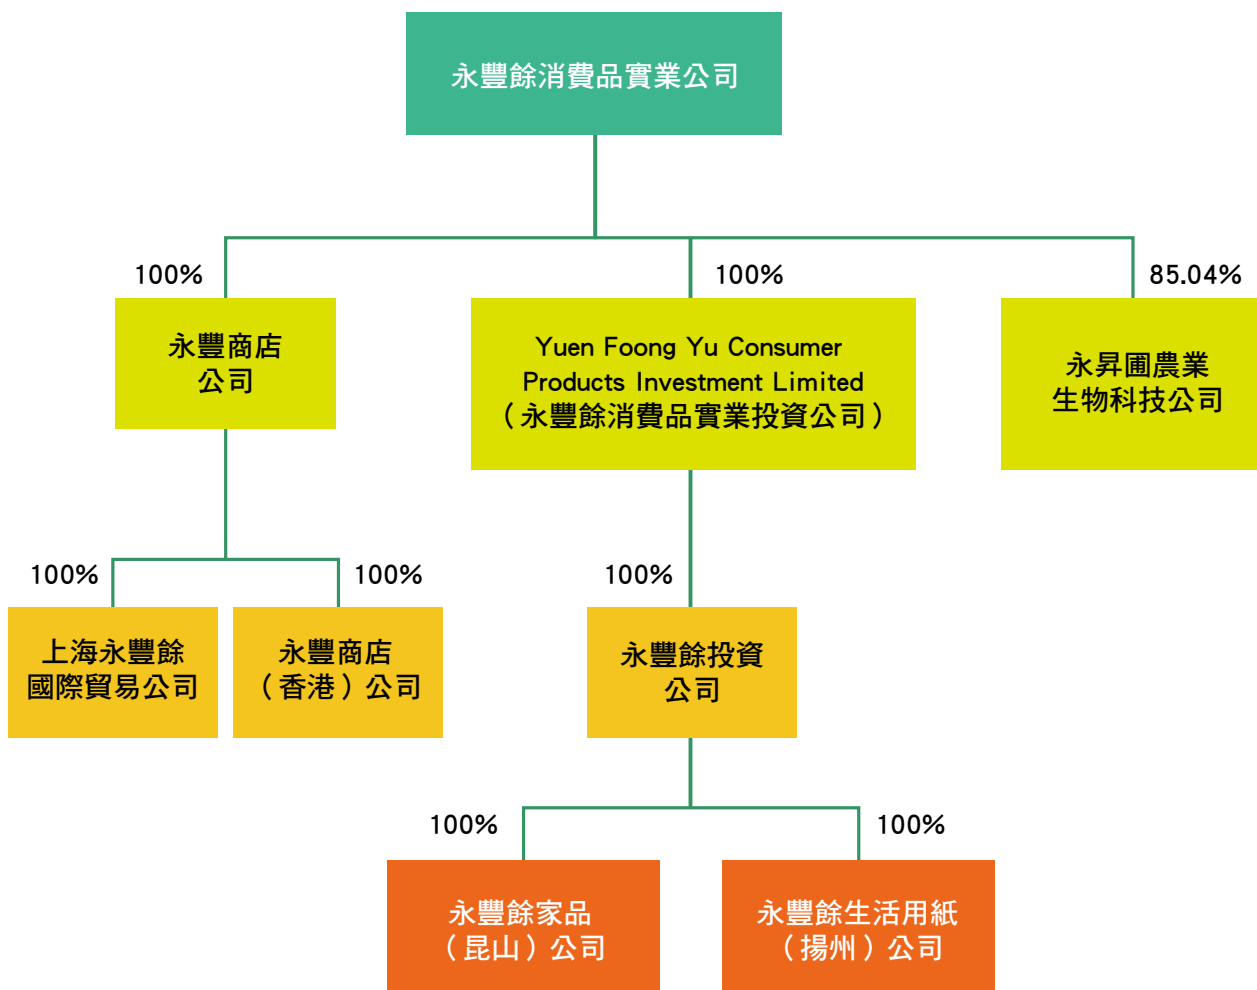 永豐餘消費品實業公司
100%
100%
85.04%
永豐商店
公司
Yuen Foong Yu Consumer
Products Investment Limited
（永豐餘消費品實業投資公司）
永昇圃農業
生物科技公司
100%
100%
100%
上海永豐餘
國際貿易公司
永豐商店
（香港）公司
永豐餘投資
公司
100%
100%
永豐餘家品
（昆山）公司
永豐餘生活用紙
（揚州）公司